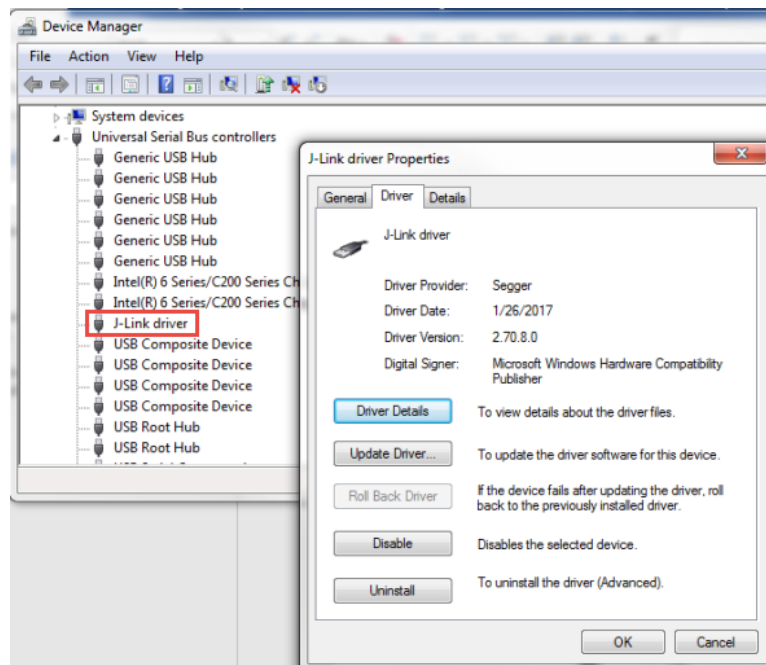 Device Manager
File Action View Help
System devices
Universal Serial Bus controllers
Generic USB Hub
Generic USB Hub
Generic USB Hub
Generic USB Hub
Generic USB Hub
Generic USB Hub
Intel(R) 6 Series/C200 Series Ch
Intel(R) 6 Series/C200 Series Ch
J-Link driver
USB Composite Device
USB Composite Device
USB Composite Device
USB Composite Device
USB Root Hub
USB Root Hub
J-Link driver Properties
General Driver Details
J-Link driver
Driver Provider: Segger
Driver Date: 1/26/2017
Driver Version: 2.70.8.0
Digital Signer: Microsoft Windows Hardware Compatibility
Publisher
Driver Details To view details about the driver files.
Update Driver... To update the driver software for this device.
Roll Back Driver If the device fails after updating the driver, roll
back to the previously installed driver.
Disable Disables the selected device.
Uninstall To uninstall the driver (Advanced).
OK Cancel